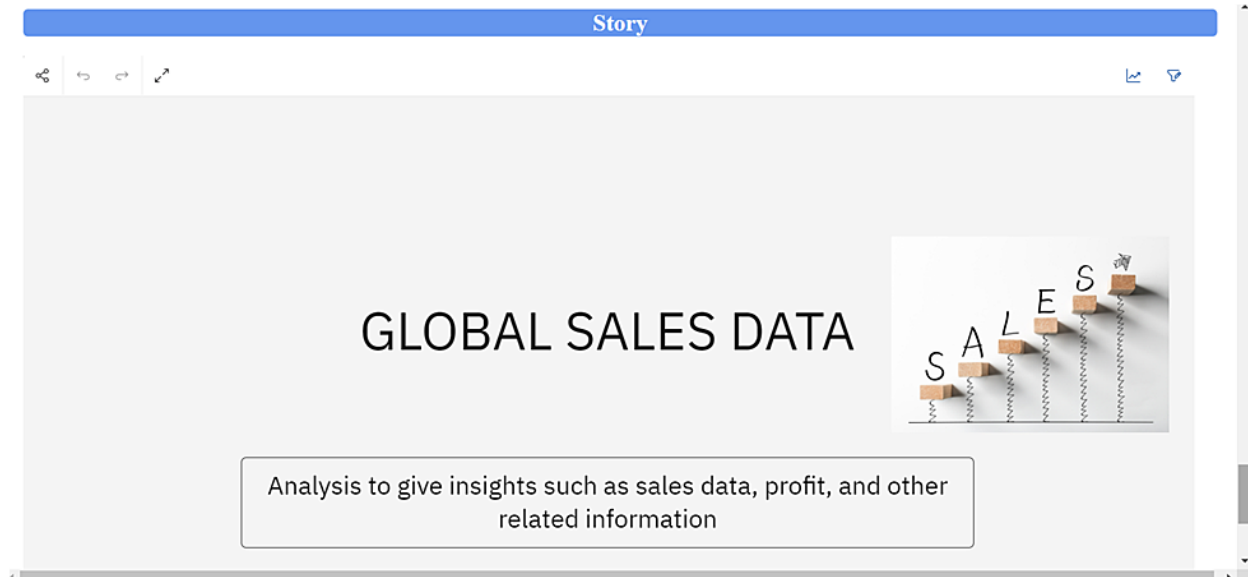 Story
GLOBAL SALES DATA
SALES
Analysis to give insights such as sales data, profit, and other
related information